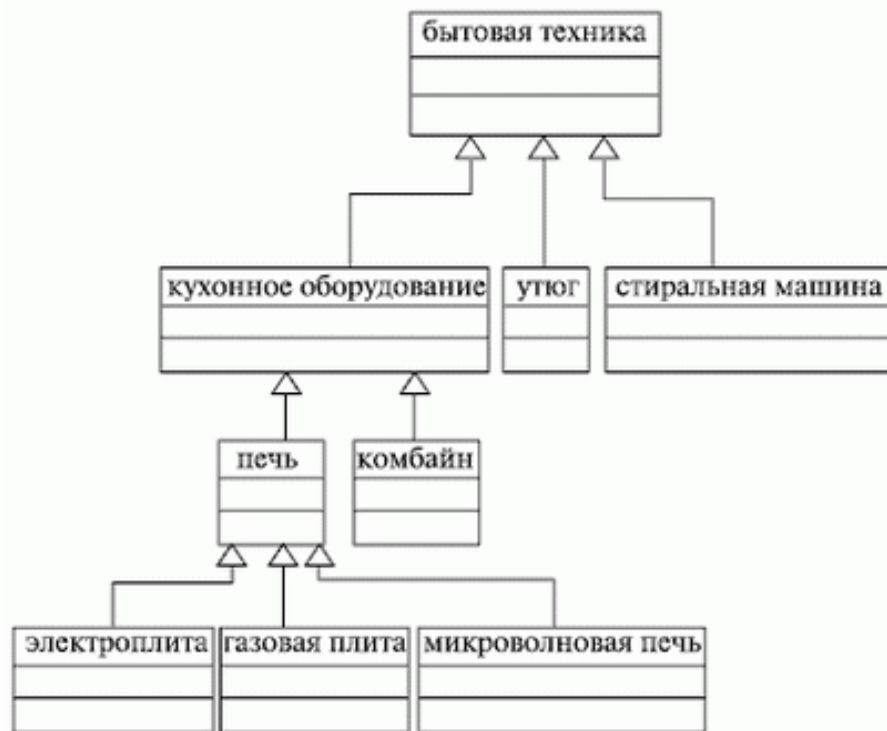 бытовая техника
кухонное оборудование
утюг
стиральная машина
печь
комбайн
электроплита
газовая плита
микроволновая печь